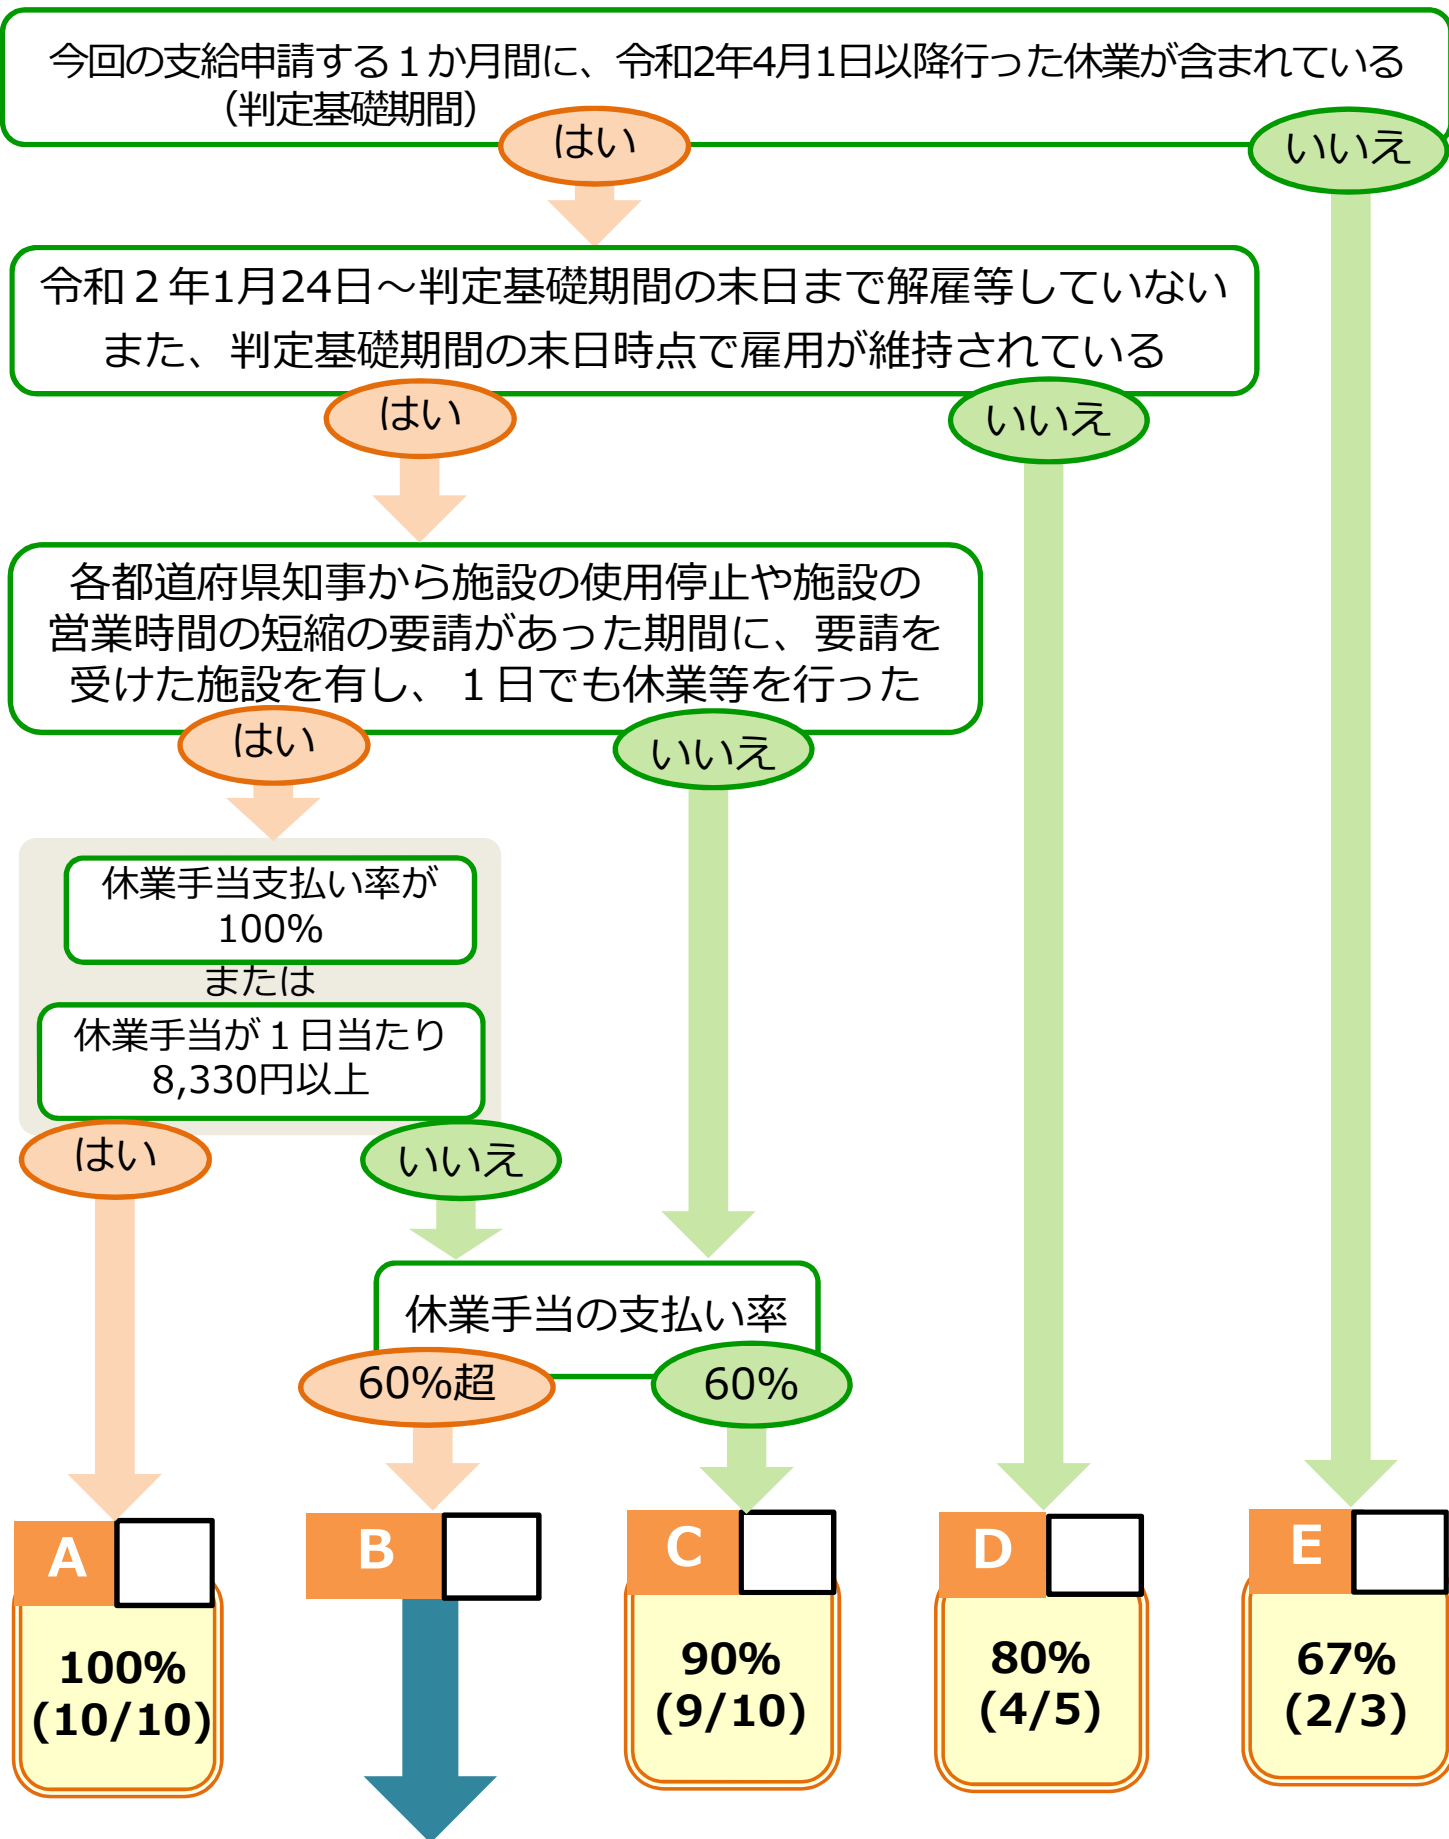 今回の支給申請する１か月間に、令和2年4月1日以降行った休業が含まれている
（判定基礎期間）
はい
いいえ
令和２年1月24日～判定基礎期間の末日まで解雇等していない
また、判定基礎期間の末日時点で雇用が維持されている
はい
いいえ
各都道府県知事から施設の使用停止や施設の
営業時間の短縮の要請があった期間に、要請を
受けた施設を有し、１日でも休業等を行った
はい
いいえ
休業手当支払い率が
100%
または
休業手当が１日当たり
8,330円以上
はい
いいえ
休業手当の支払い率
60%超
60%
A
B
C
D
E
100%
(10/10)
90%
(9/10)
80%
(4/5)
67%
(2/3)